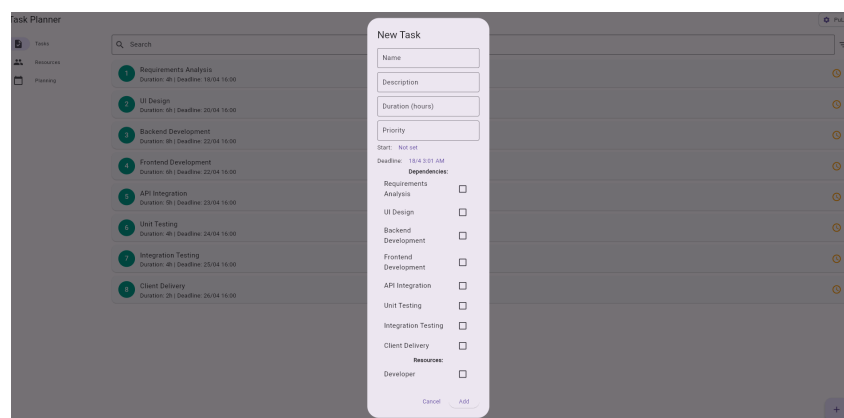 Task Planner
Tasks
Resources
Planning
Search
1
Requirements Analysis
Duration: 4h | Deadline: 18/04 16:00
2
UI Design
Duration: 6h | Deadline: 20/04 16:00
3
Backend Development
Duration: 8h | Deadline: 22/04 16:00
4
Frontend Development
Duration: 6h | Deadline: 22/04 16:00
5
API Integration
Duration: 5h | Deadline: 23/04 16:00
6
Unit Testing
Duration: 4h | Deadline: 24/04 16:00
7
Integration Testing
Duration: 4h | Deadline: 25/04 16:00
8
Client Delivery
Duration: 2h | Deadline: 26/04 16:00
New Task
Name
Description
Duration (hours)
Priority
Start: Not set
Deadline: 18/4 3:01 AM
Dependencies:
Requirements
Analysis
UI Design
Backend
Development
Frontend
Development
API Integration
Unit Testing
Integration Testing
Client Delivery
Resources:
Developer
Cancel Add